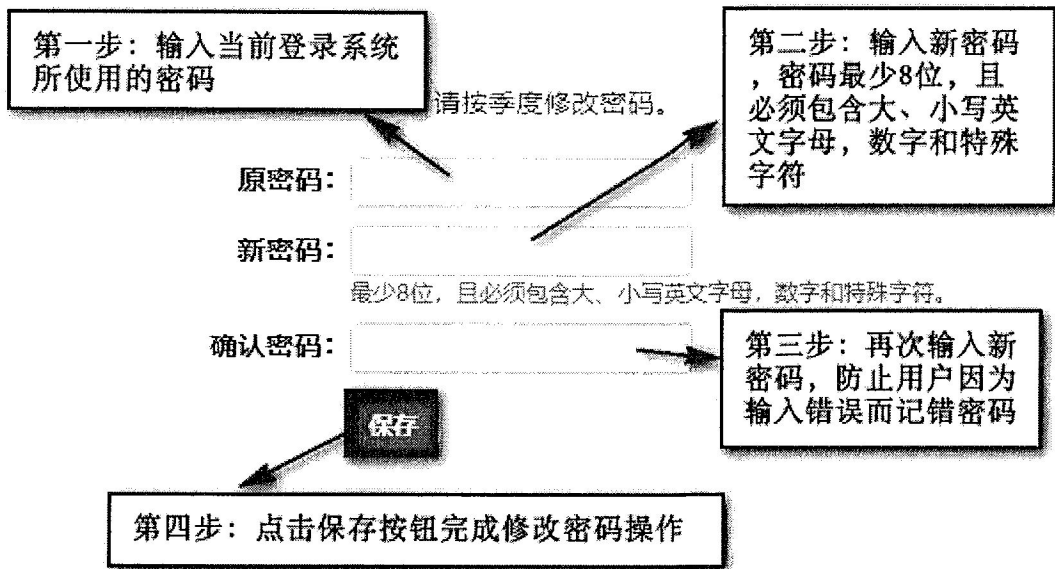 第一步：输入当前登录系统
所使用的密码
第二步：输入新密码
，密码最少8位，且
必须包含大、小写英
文字母，数字和特殊
字符
请按季度修改密码。
原密码：
新密码：
最少8位，且必须包含大、小写英文字母，数字和特殊字符。
确认密码：
第三步：再次输入新
密码，防止用户因为
输入错误而记错密码
保存
第四步：点击保存按钮完成修改密码操作